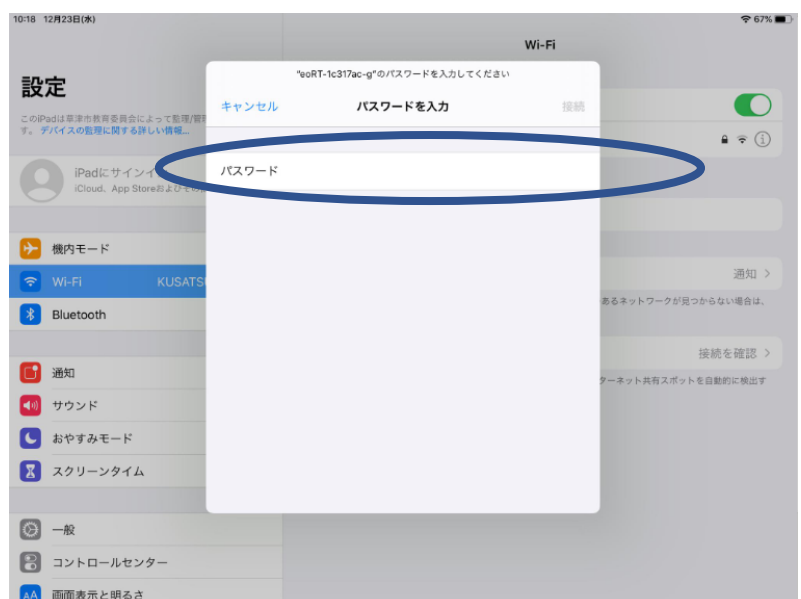 10:18 12月23日(水)
67%
Wi-Fi
設定
このiPadは草津市教育委員会によって監理/管理
す。デバイスの監理に関する詳しい情報...
iPadにサインイ
iCloud、App Storeおよびその
機内モード
Wi-Fi KUSATS
Bluetooth
通知
サウンド
おやすみモード
スクリーンタイム
一般
コントロールセンター
AA 画面表示と明るさ
"eoRT-1c317ac-g"のパスワードを入力してください
キャンセル パスワードを入力 接続
パスワード
通知
あるネットワークが見つからない場合は、
接続を確認
ターネット共有スポットを自動的に検出す